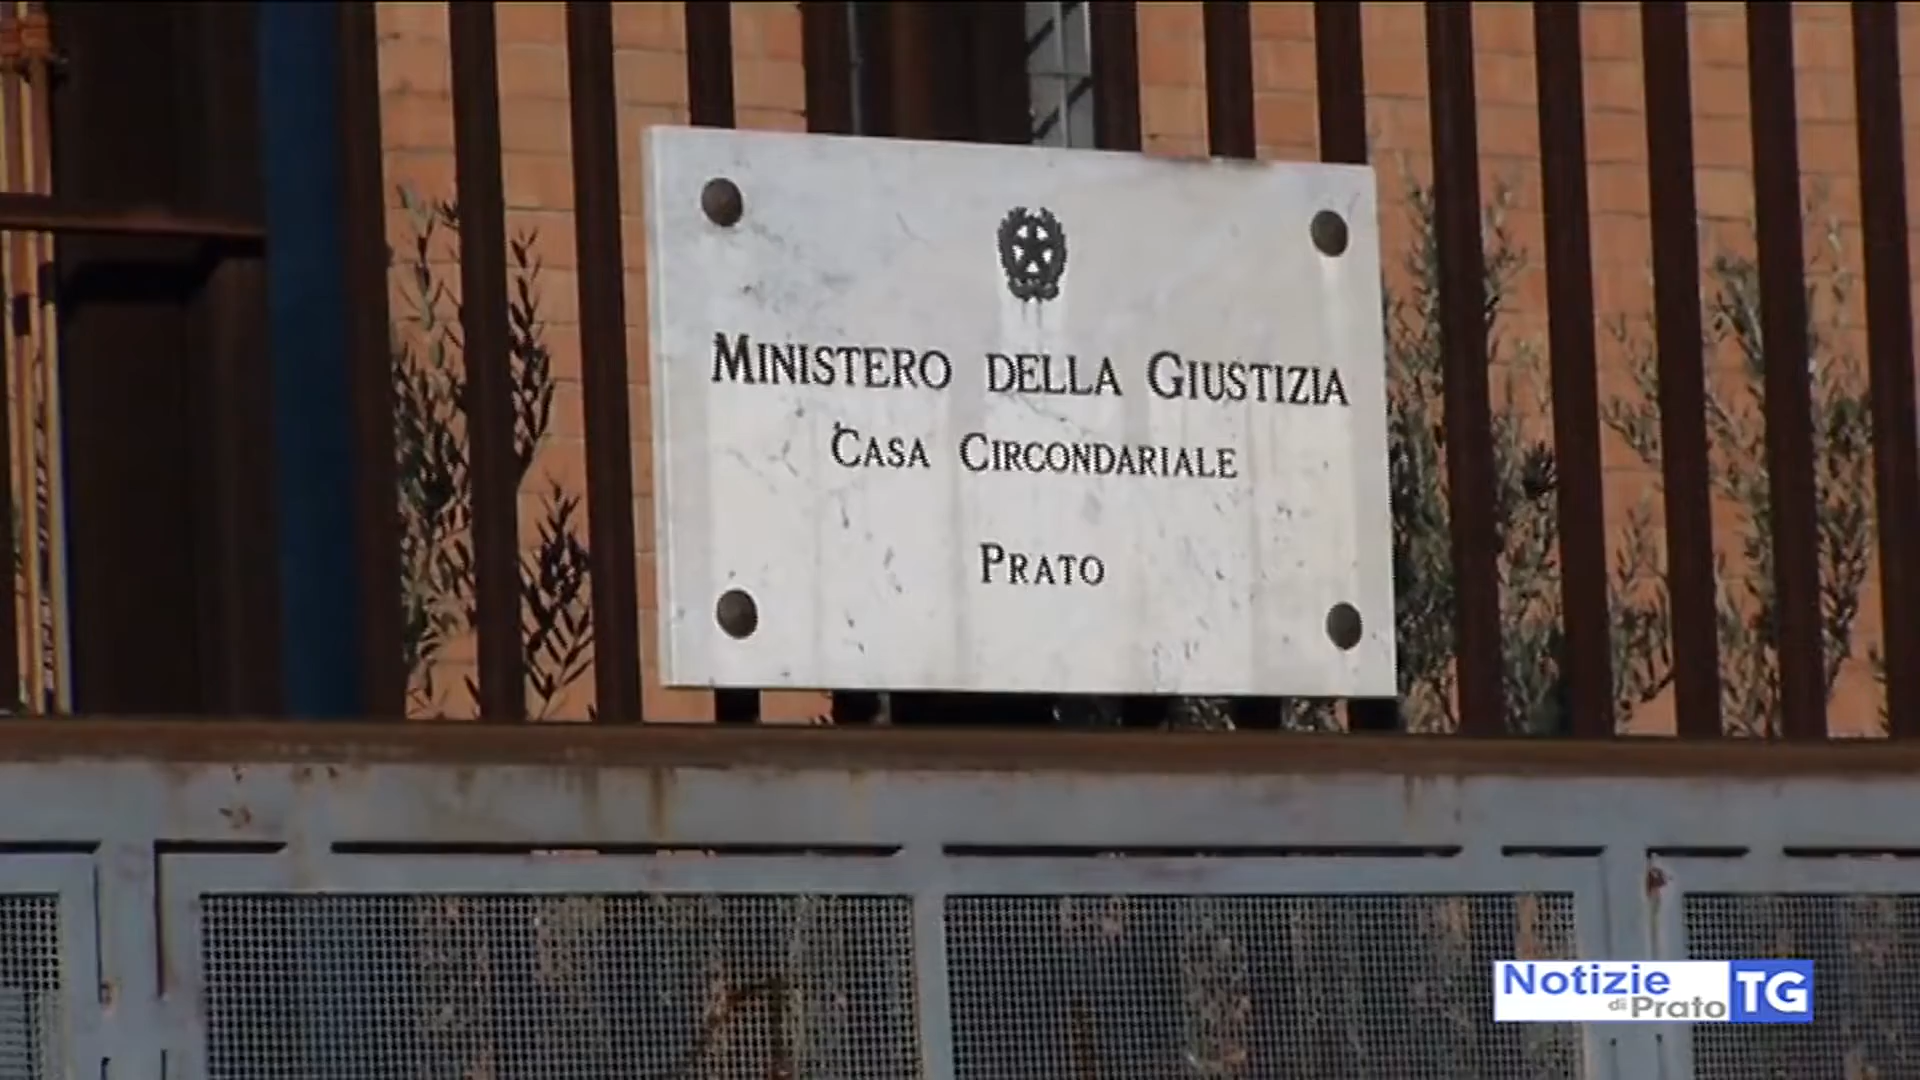 MINISTERO DELLA GIUSTIZIA
CASA CIRCONDARIALE
PRATO
Notizie
di Prato
TG